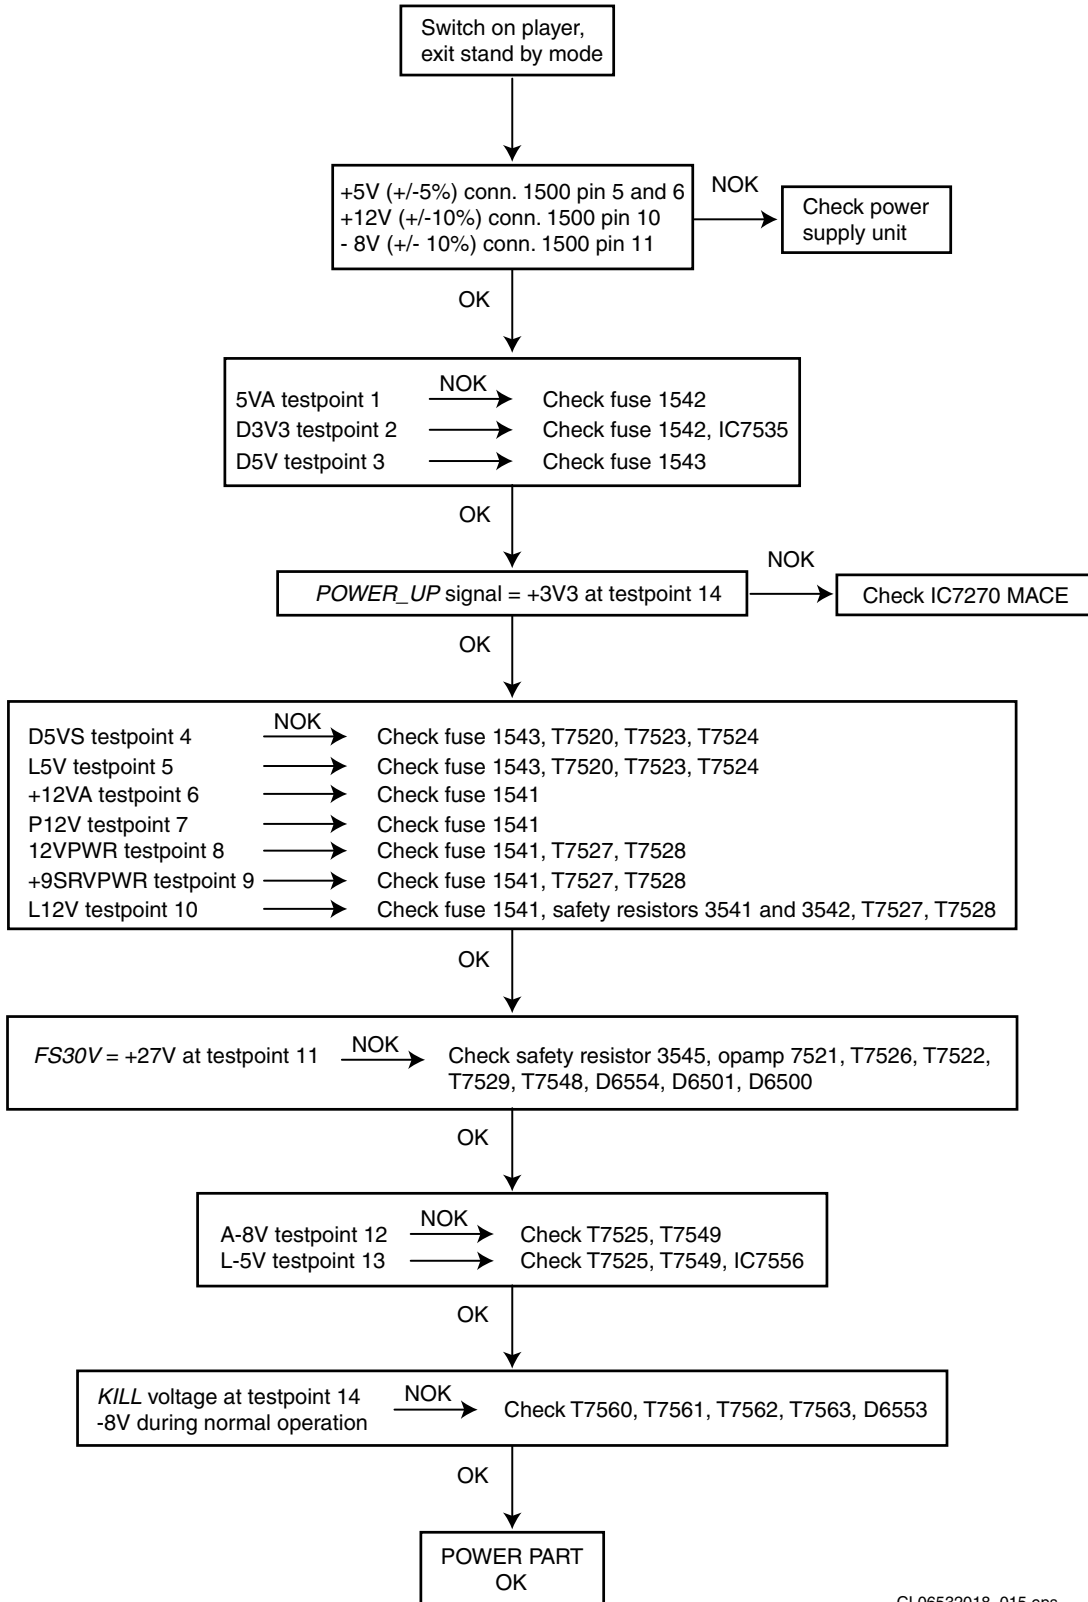 Switch on player,
exit stand by mode
+5V (+/-5%) conn. 1500 pin 5 and 6
+12V (+/-10%) conn. 1500 pin 10
- 8V (+/- 10%) conn. 1500 pin 11
NOK
Check power
supply unit
OK
5VA testpoint 1 NOK Check fuse 1542
D3V3 testpoint 2 Check fuse 1542, IC7535
D5V testpoint 3 Check fuse 1543
OK
POWER_UP signal = +3V3 at testpoint 14
NOK
Check IC7270 MACE
OK
D5VS testpoint 4 NOK Check fuse 1543, T7520, T7523, T7524
L5V testpoint 5 Check fuse 1543, T7520, T7523, T7524
+12VA testpoint 6 Check fuse 1541
P12V testpoint 7 Check fuse 1541
12VPWR testpoint 8 Check fuse 1541, T7527, T7528
+9SRVPWR testpoint 9 Check fuse 1541, T7527, T7528
L12V testpoint 10 Check fuse 1541, safety resistors 3541 and 3542, T7527, T7528
OK
FS30V = +27V at testpoint 11 NOK Check safety resistor 3545, opamp 7521, T7526, T7522,
T7529, T7548, D6554, D6501, D6500
OK
A-8V testpoint 12 NOK Check T7525, T7549
L-5V testpoint 13 Check T7525, T7549, IC7556
OK
KILL voltage at testpoint 14
-8V during normal operation
NOK
Check T7560, T7561, T7562, T7563, D6553
OK
POWER PART
OK